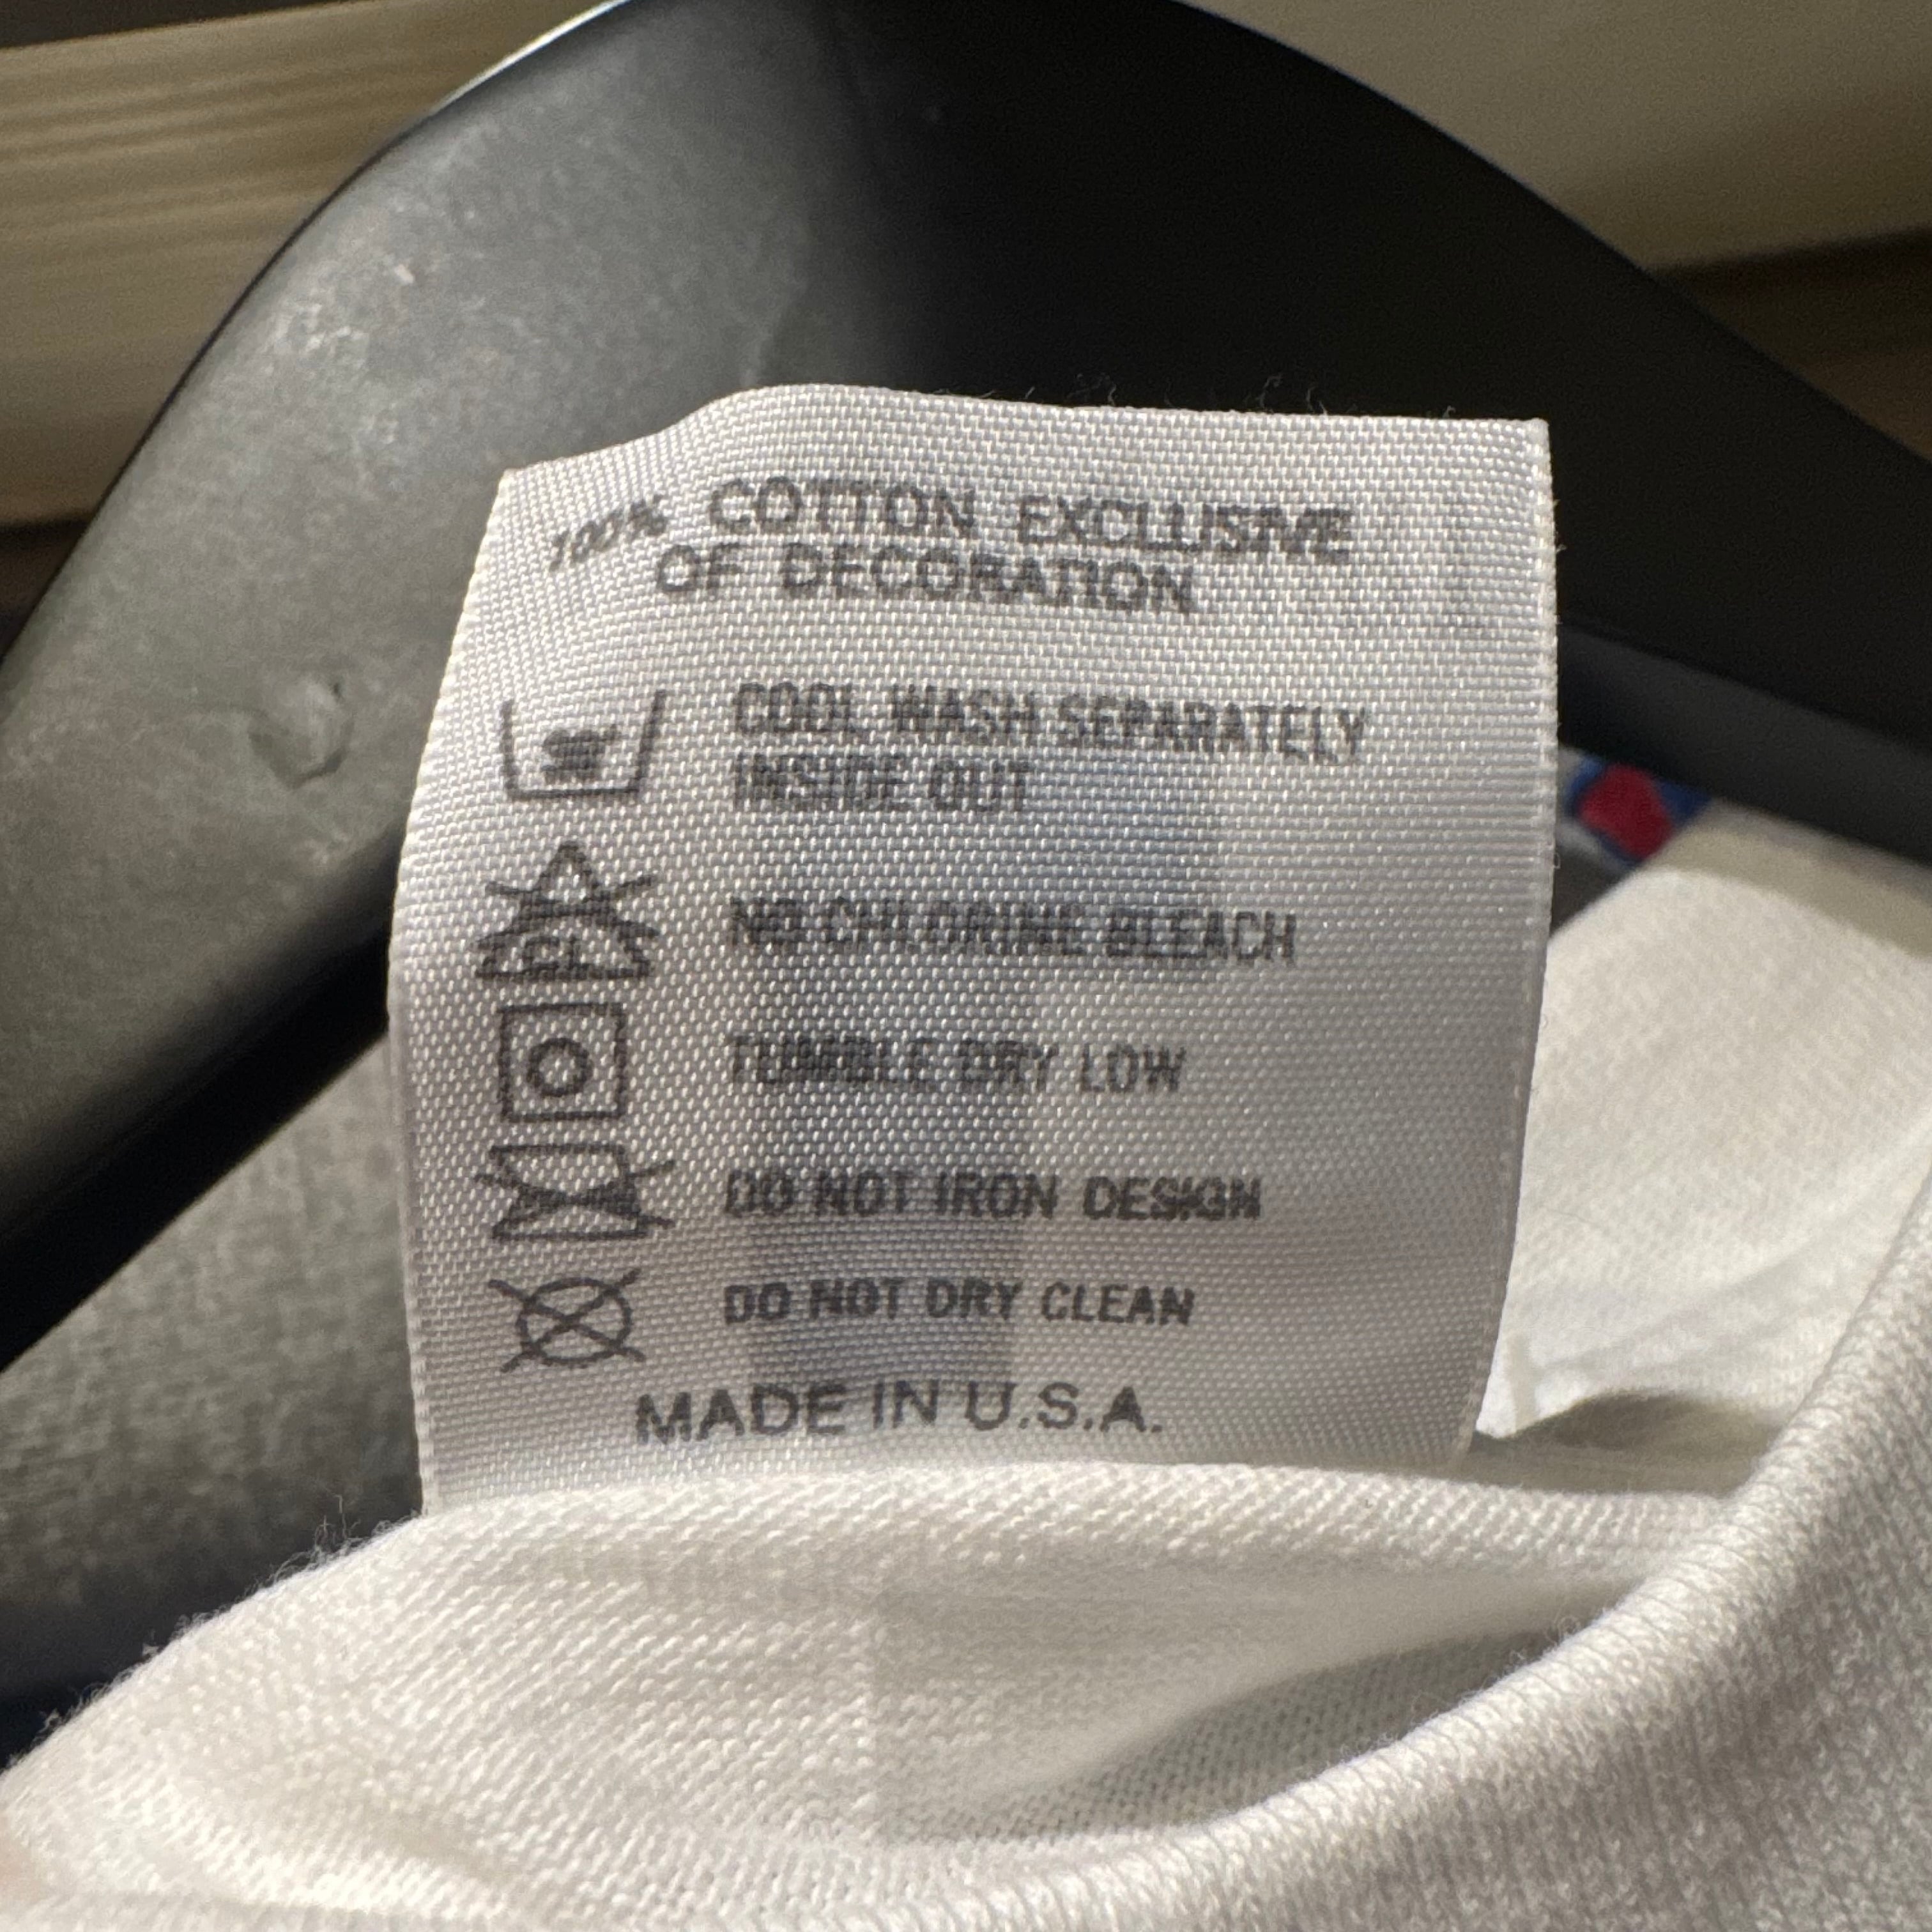 100% COTTON EXCLUSIVE
OF DECORATION
COOL WASH SEPARATELY
INSIDE OUT
NO CHLORINE BLEACH
TUMBLE DRY LOW
DO NOT IRON DESIGN
DO NOT DRY CLEAN
MADE IN U.S.A.